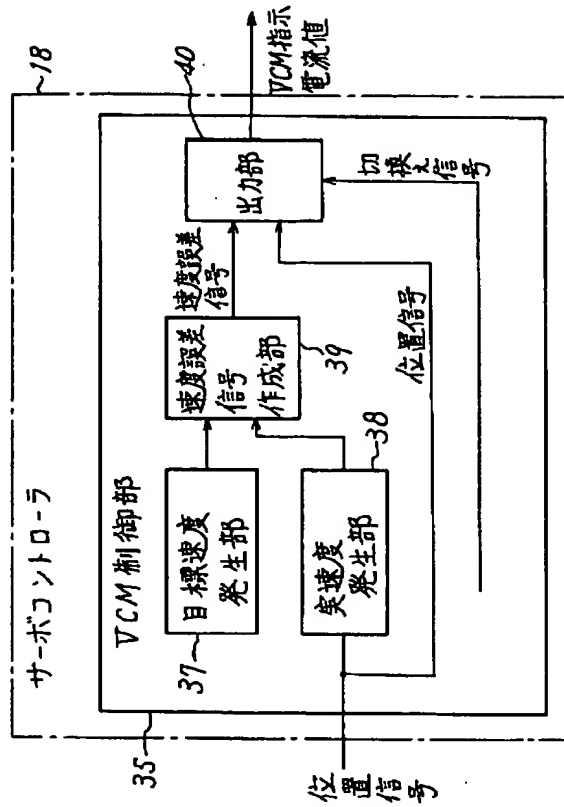 サーボコントローラ
18
VCM制御部
35
目標速度
発生部
37
実速度
発生部
38
速度誤差
信号
作成部
39
速度誤差
信号
出力部
40
VCM指示
電流値
位置信号
切換え
信号
位置
信号